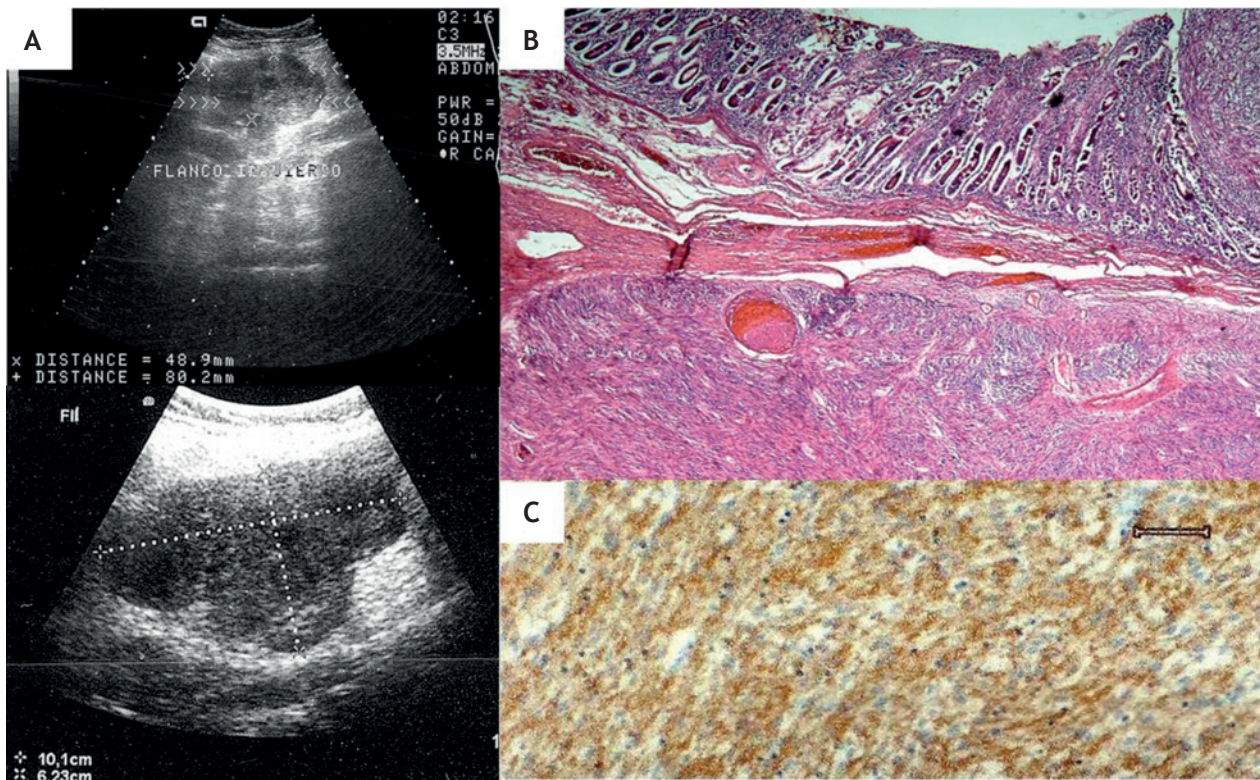 A
02:16
C3
3.5MHz
ABDOM
PWR =
50dB
GAIN=
FLANCO IZQUIERDO
× DISTANCE = 48.9mm
+ DISTANCE = 80.2mm
10,1cm
6,23cm
B
C